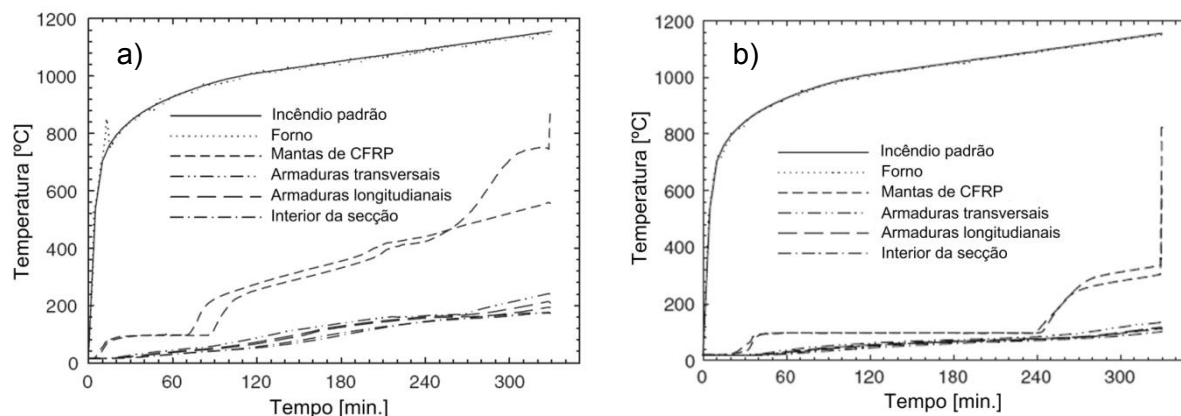 a)
Temperatura [ºC]
1200
1000
800
600
400
200
0
Incêndio padrão
Forno
Mantas de CFRP
Armaduras transversais
Armaduras longitudianais
Interior da secção
0 60 120 180 240 300
Tempo [min.]
b)
Temperatura [ºC]
1200
1000
800
600
400
200
0
Incêndio padrão
Forno
Mantas de CFRP
Armaduras transversais
Armaduras longitudianais
Interior da secção
0 60 120 180 240 300
Tempo [min.]